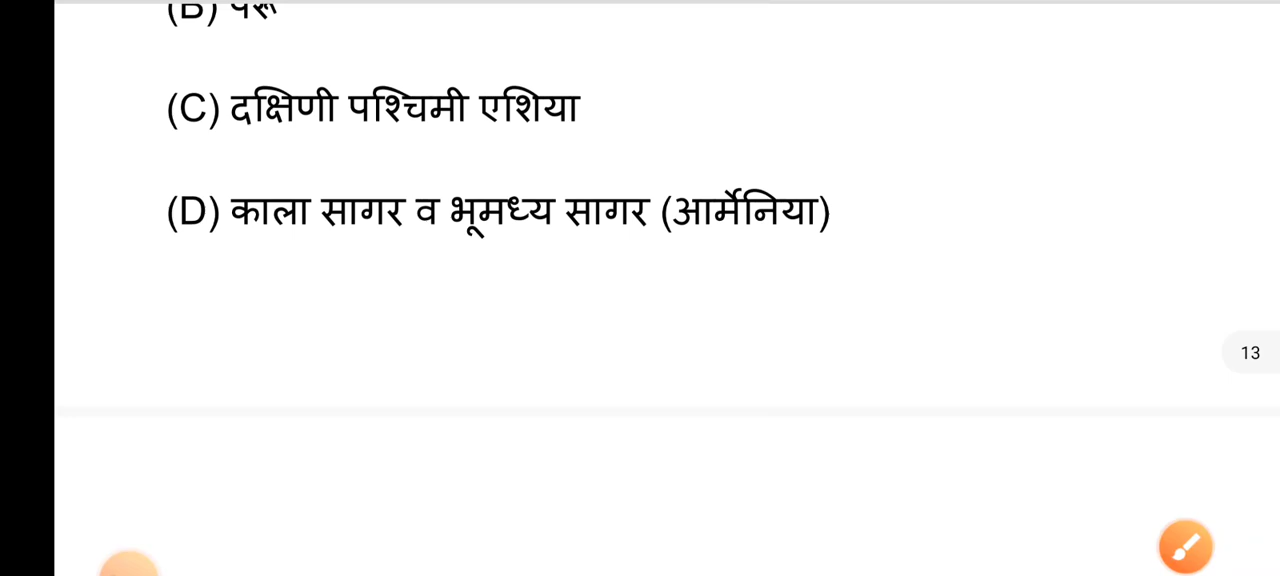 (C) दक्षिणी पश्चिमी एशिया
(D) काला सागर व भूमध्य सागर (आर्मेनिया)
13